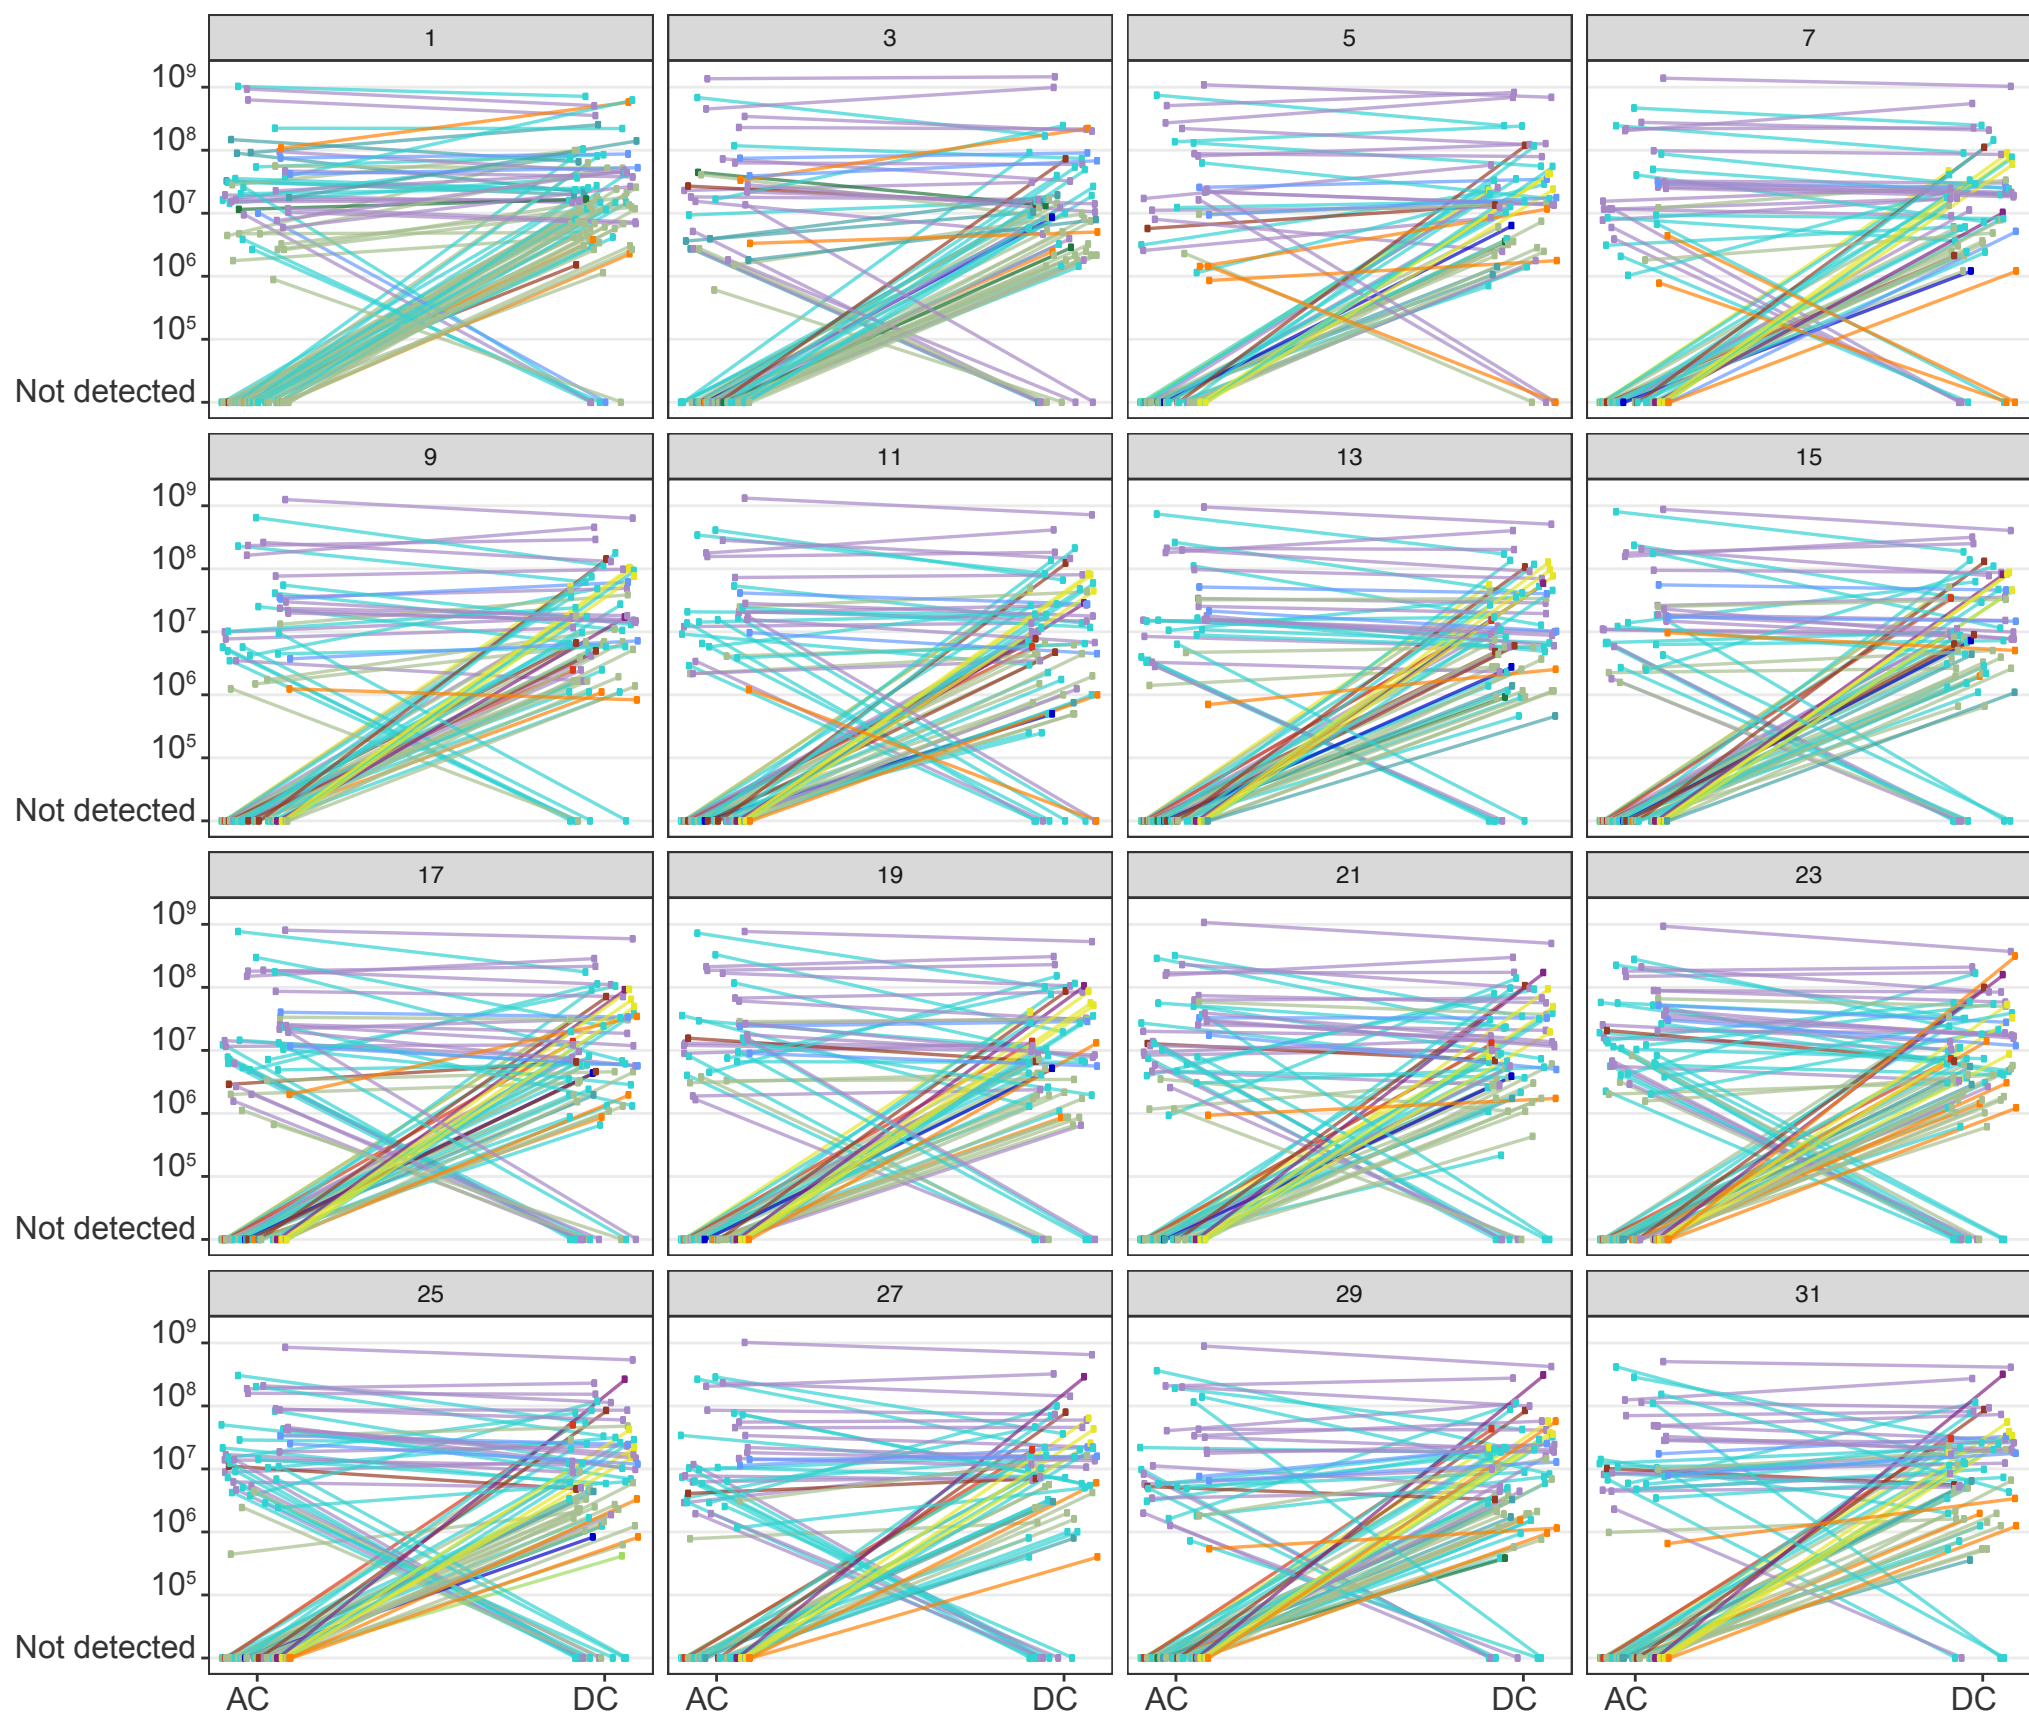 1 3 5 7
10⁹
10⁸
10⁷
10⁶
10⁵
Not detected
9 11 13 15
10⁹
10⁸
10⁷
10⁶
10⁵
Not detected
17 19 21 23
10⁹
10⁸
10⁷
10⁶
10⁵
Not detected
25 27 29 31
10⁹
10⁸
10⁷
10⁶
10⁵
Not detected
AC DC AC DC AC DC AC DC